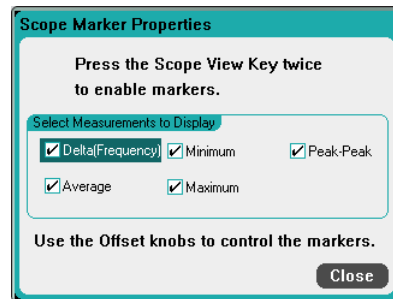 Scope Marker Properties
Press the Scope View Key twice
to enable markers.
Select Measurements to Display
Delta(Frequency) Minimum Peak-Peak
Average Maximum
Use the Offset knobs to control the markers.
Close